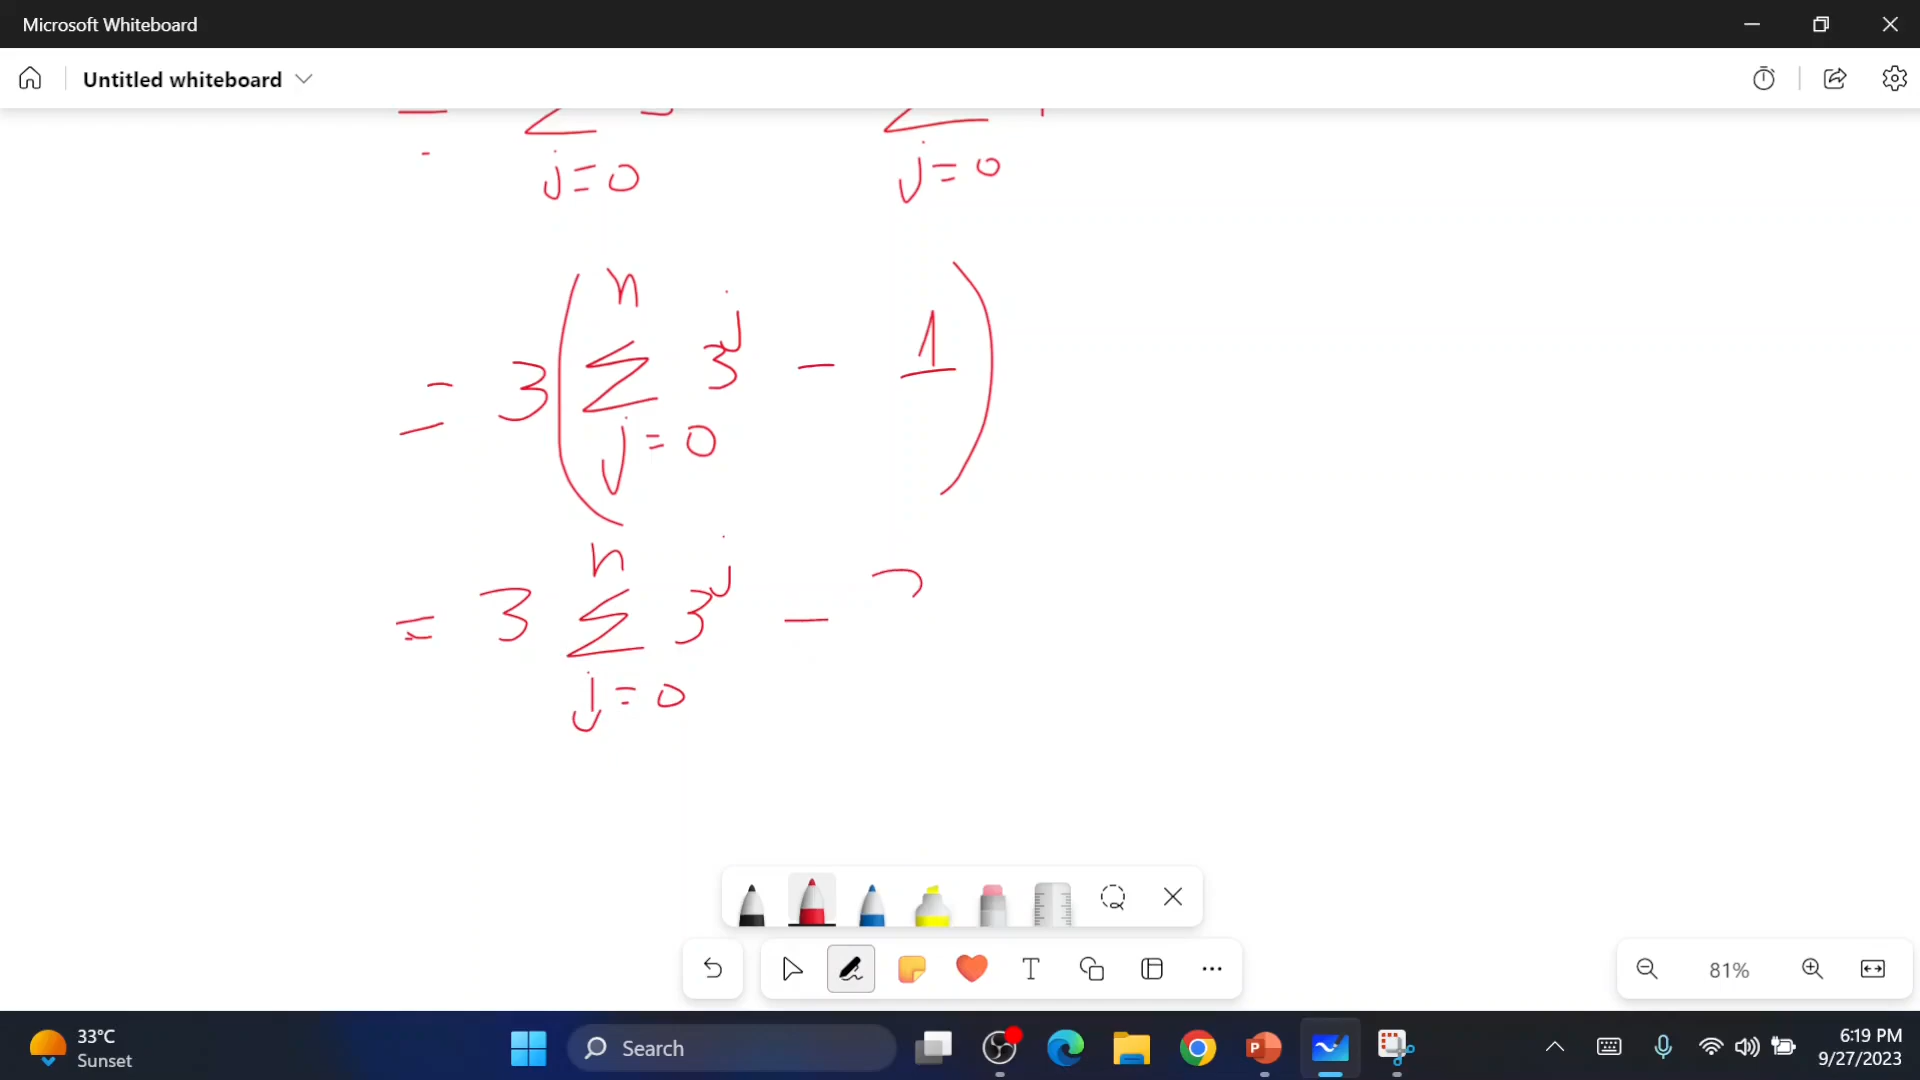 Microsoft Whiteboard
Untitled whiteboard
j=0 j=0
= 3(∑_{j=0}^{n} 3^j - 1)
= 3 ∑_{j=0}^{n} 3^j -
81%
33°C
Sunset
Search
6:19 PM
9/27/2023